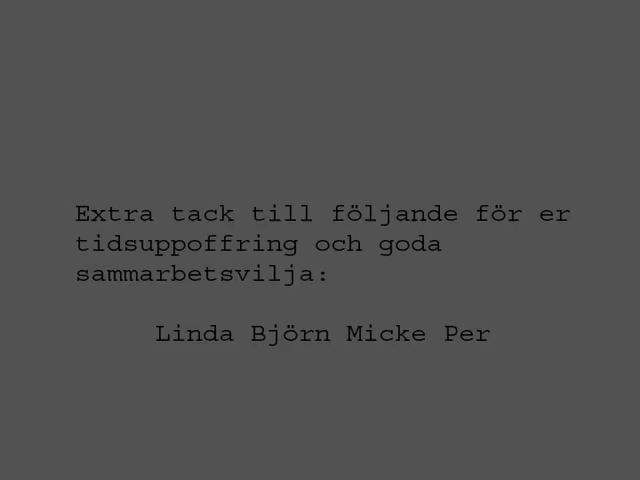 Extra tack till följande för er
tidsuppoffring och goda
sammarbetsvilja:
Linda Björn Micke Per